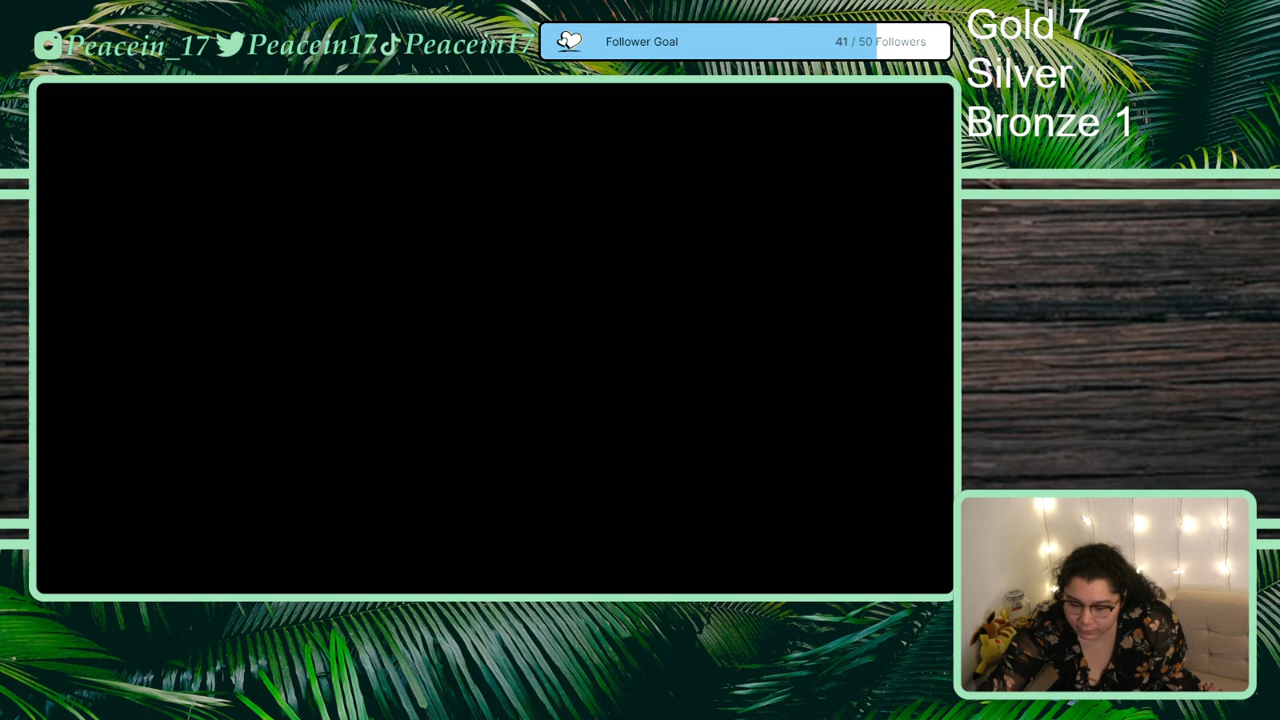 Peacein_17 Peacein17 Peacein17
Follower Goal 41 / 50 Followers
Gold 7
Silver
Bronze 1